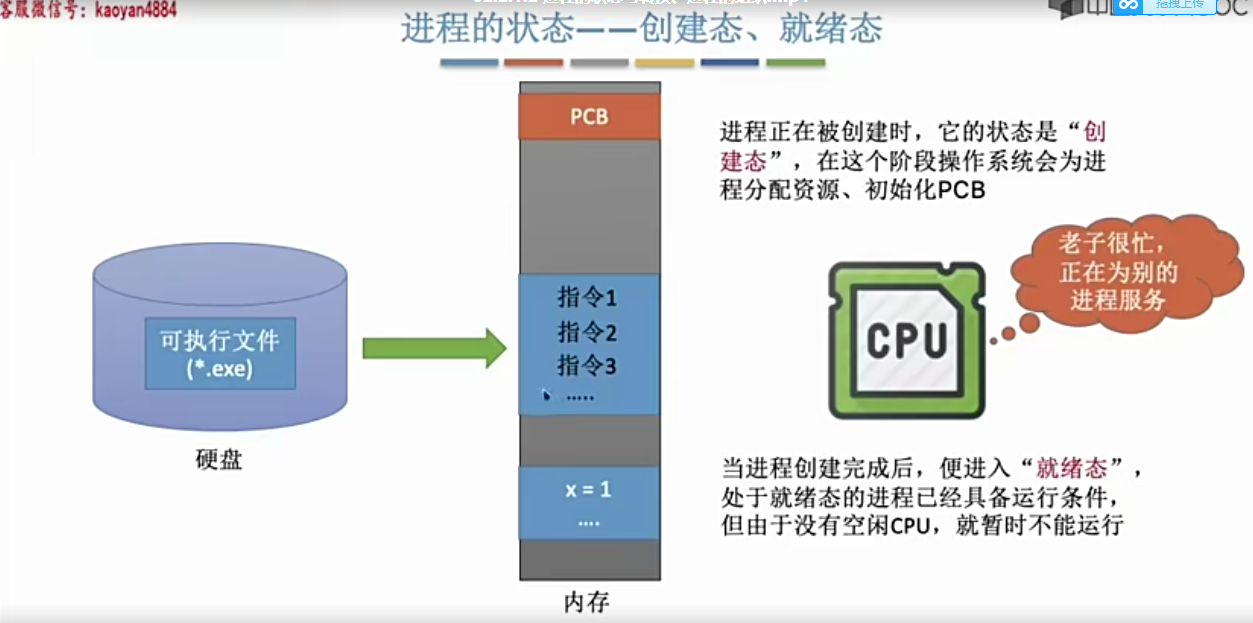 客服微信号：kaoyan4884
拖拽上传
进程的状态——创建态、就绪态
PCB
进程正在被创建时，它的状态是“创
建态”，在这个阶段操作系统会为进
程分配资源、初始化PCB
老子很忙，
正在为别的
进程服务
可执行文件
(*.exe)
硬盘
指令1
指令2
指令3
.....
CPU
x = 1
....
内存
当进程创建完成后，便进入“就绪态”，
处于就绪态的进程已经具备运行条件，
但由于没有空闲CPU，就暂时不能运行